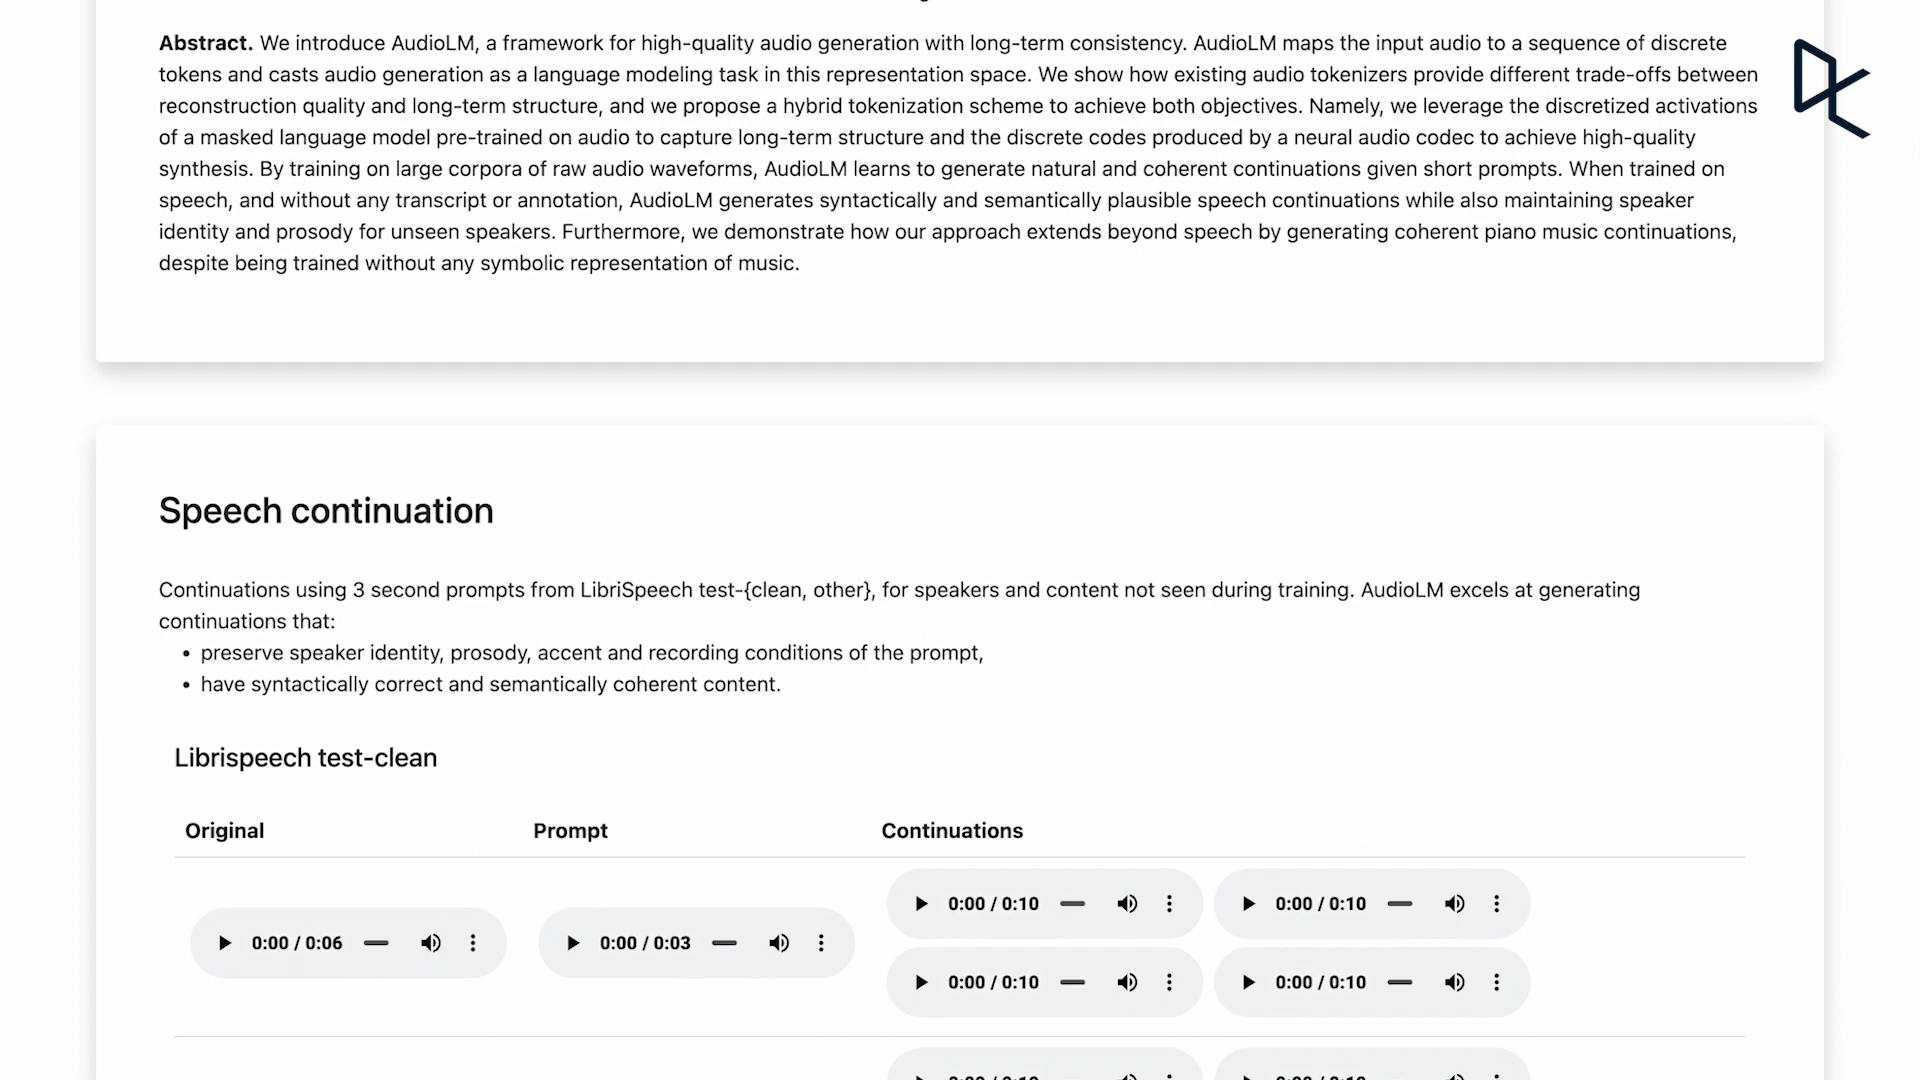 Abstract. We introduce AudioLM, a framework for high-quality audio generation with long-term consistency. AudioLM maps the input audio to a sequence of discrete
tokens and casts audio generation as a language modeling task in this representation space. We show how existing audio tokenizers provide different trade-offs between
reconstruction quality and long-term structure, and we propose a hybrid tokenization scheme to achieve both objectives. Namely, we leverage the discretized activations
of a masked language model pre-trained on audio to capture long-term structure and the discrete codes produced by a neural audio codec to achieve high-quality
synthesis. By training on large corpora of raw audio waveforms, AudioLM learns to generate natural and coherent continuations given short prompts. When trained on
speech, and without any transcript or annotation, AudioLM generates syntactically and semantically plausible speech continuations while also maintaining speaker
identity and prosody for unseen speakers. Furthermore, we demonstrate how our approach extends beyond speech by generating coherent piano music continuations,
despite being trained without any symbolic representation of music.
Speech continuation
Continuations using 3 second prompts from LibriSpeech test-{clean, other}, for speakers and content not seen during training. AudioLM excels at generating
continuations that:
• preserve speaker identity, prosody, accent and recording conditions of the prompt,
• have syntactically correct and semantically coherent content.
Librispeech test-clean
Original Prompt Continuations
0:00 / 0:10 0:00 / 0:10
0:00 / 0:06 0:00 / 0:03
0:00 / 0:10 0:00 / 0:10